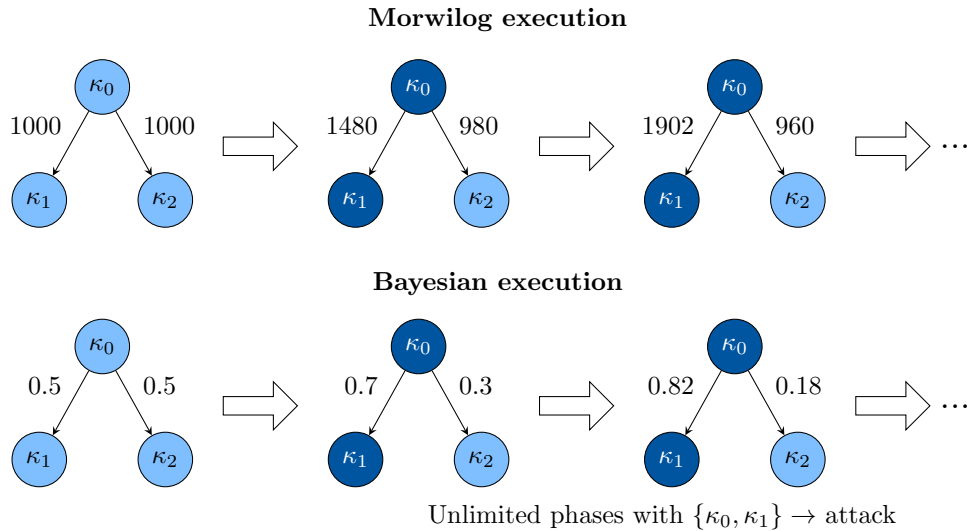 Morwilog execution
κ₀ κ₀ κ₀
1000 1000 1480 980 1902 960 ...
κ₁ κ₂ κ₁ κ₂ κ₁ κ₂
Bayesian execution
κ₀ κ₀ κ₀
0.5 0.5 0.7 0.3 0.82 0.18 ...
κ₁ κ₂ κ₁ κ₂ κ₁ κ₂
Unlimited phases with {κ₀, κ₁} → attack